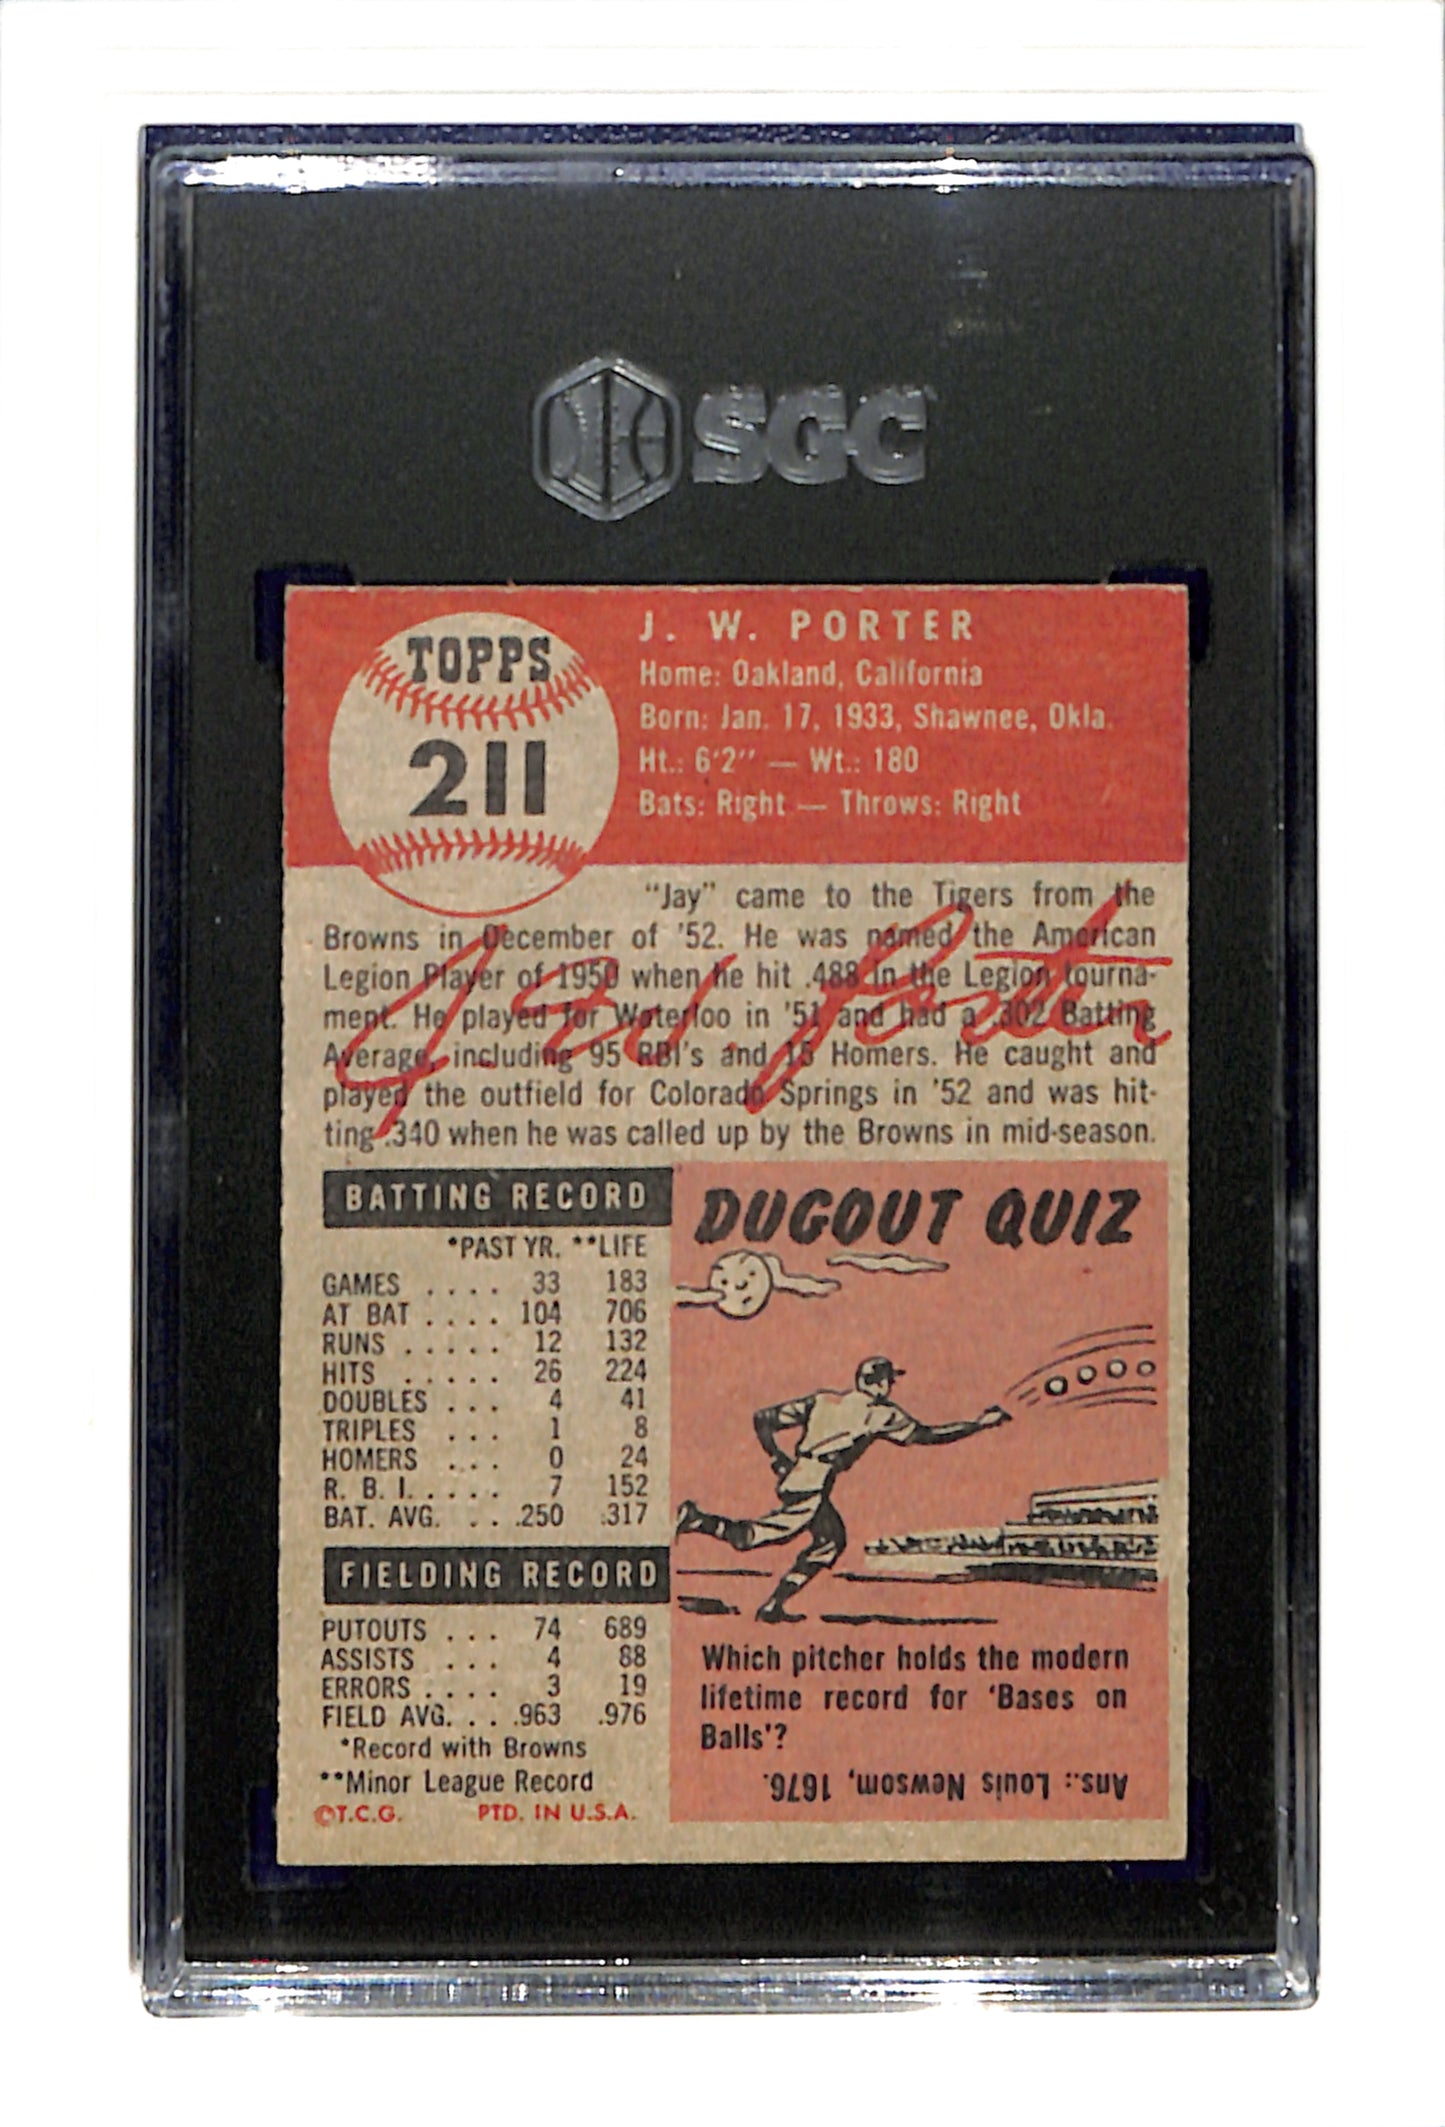 SGC
TOPPS
211
J. W. PORTER
Home: Oakland, California
Born: Jan. 17, 1933, Shawnee, Okla.
Ht.: 6'2" — Wt.: 180
Bats: Right — Throws: Right
"Jay" came to the Tigers from the
Browns in December of '52. He was named the American
Legion Player of 1950 when he hit .488 in the Legion tourna-
ment. He played for Waterloo in '51 and had a .302 Batting
Average, including 95 RBI's and 15 Homers. He caught and
played the outfield for Colorado Springs in '52 and was hit-
ting .340 when he was called up by the Browns in mid-season.
J. W. Porter
BATTING RECORD
*PAST YR. **LIFE
GAMES .... 33 183
AT BAT .... 104 706
RUNS ..... 12 132
HITS ..... 26 224
DOUBLES ... 4 41
TRIPLES ... 1 8
HOMERS ... 0 24
R. B. I. .... 7 152
BAT. AVG. .. .250 .317
FIELDING RECORD
PUTOUTS ... 74 689
ASSISTS ... 4 88
ERRORS .... 3 19
FIELD AVG. .. .963 .976
*Record with Browns
**Minor League Record
©T.C.G. PTD. IN U.S.A.
DUGOUT QUIZ
Which pitcher holds the modern
lifetime record for 'Bases on
Balls'?
Ans.: Louis Newsom, 1676.